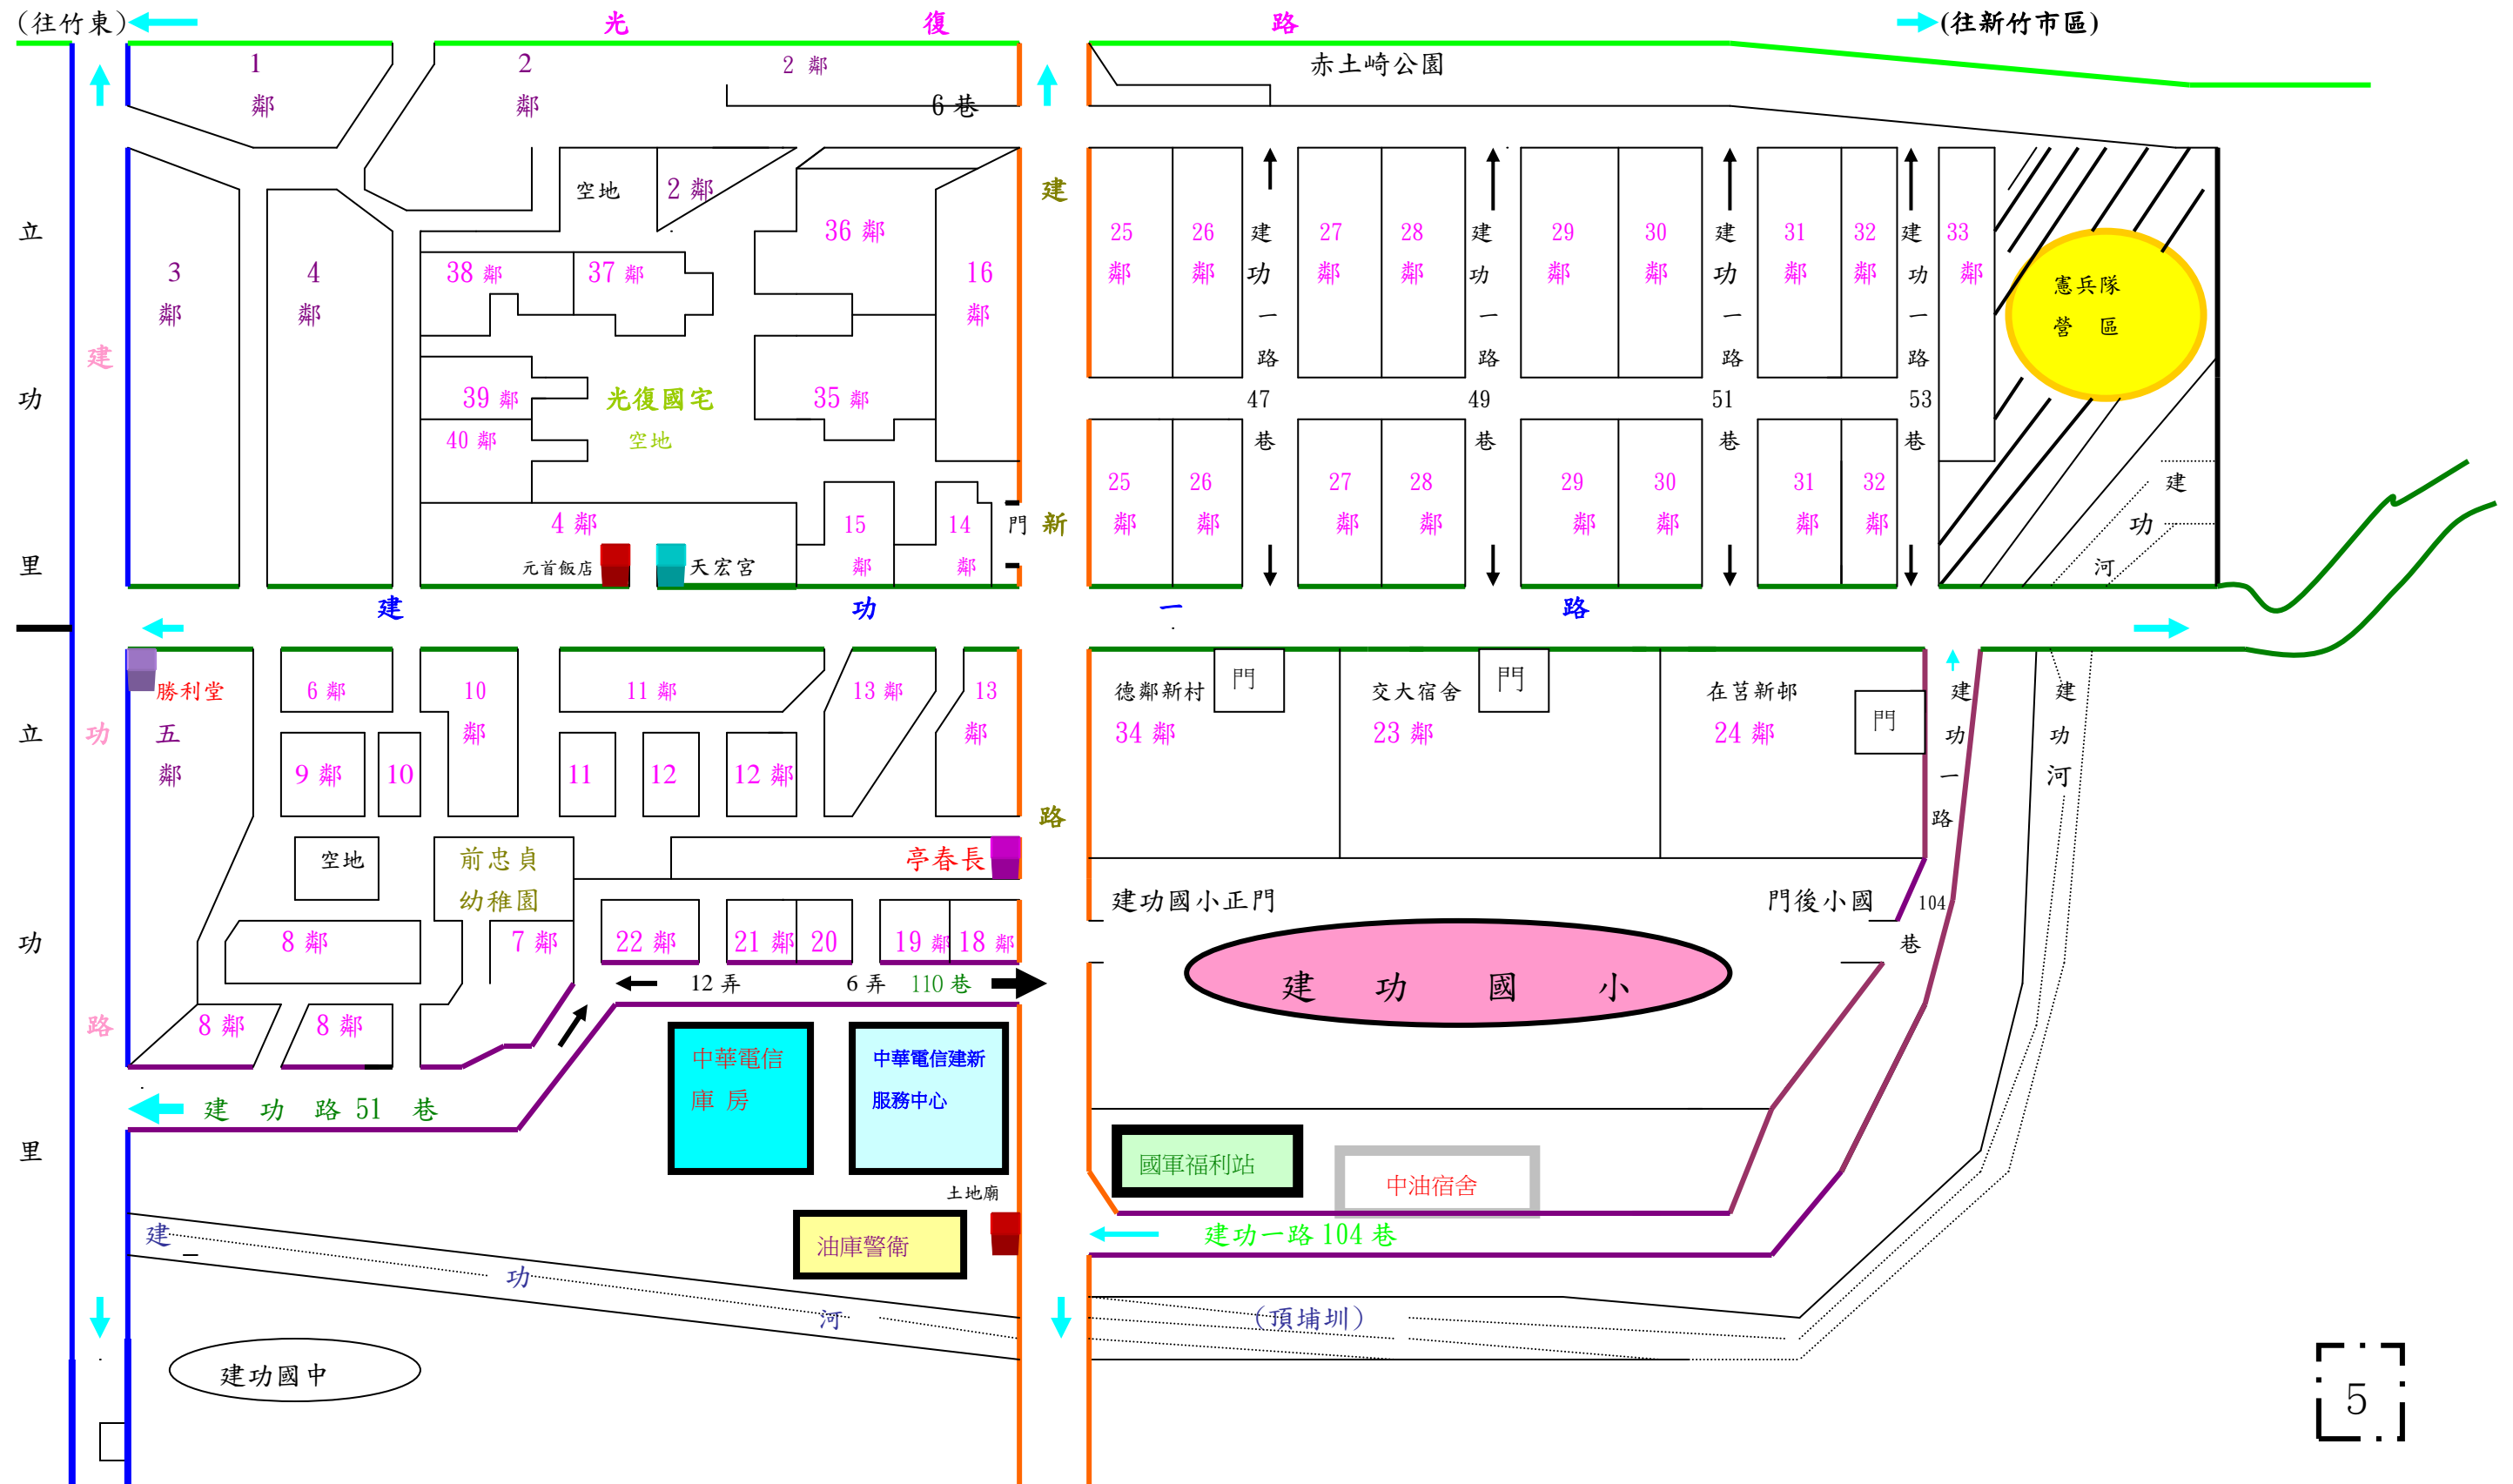 (往竹東)
光 復 路
(往新竹市區)
1
鄰
2
鄰
2 鄰
6 巷
赤土崎公園
立 功 里
立 功 里
建 功 路
3
鄰
4
鄰
空地
2 鄰
36 鄰
16
鄰
38 鄰
37 鄰
39 鄰
40 鄰
光復國宅
空地
35 鄰
4 鄰
元首飯店
天宏宮
15
鄰
14
鄰
門
建 新 路
25
鄰
26
鄰
建功一路
47
巷
27
鄰
28
鄰
建功一路
49
巷
29
鄰
30
鄰
建功一路
51
巷
31
鄰
32
鄰
建功一路
53
巷
33
鄰
憲兵隊
營 區
25
鄰
26
鄰
27
鄰
28
鄰
29
鄰
30
鄰
31
鄰
32
鄰
建
功
河
建 功 一 路
勝利堂
五
鄰
6 鄰
10
鄰
11 鄰
13 鄰
13
鄰
9 鄰
10
11
12
12 鄰
德鄰新村
34 鄰
門
交大宿舍
23 鄰
門
在莒新邨
24 鄰
門
建功一路
104
巷
建
功
河
空地
前忠貞
幼稚園
亭春長
8 鄰
7 鄰
22 鄰
21 鄰
20
19 鄰
18 鄰
建功國小正門
門後小國
12 弄
6 弄
110 巷
建 功 國 小
8 鄰
8 鄰
建 功 路 51 巷
中華電信
庫 房
中華電信建新
服務中心
國軍福利站
中油宿舍
土地廟
油庫警衛
建功一路 104 巷
建 功 河
(頂埔圳)
建功國中
5